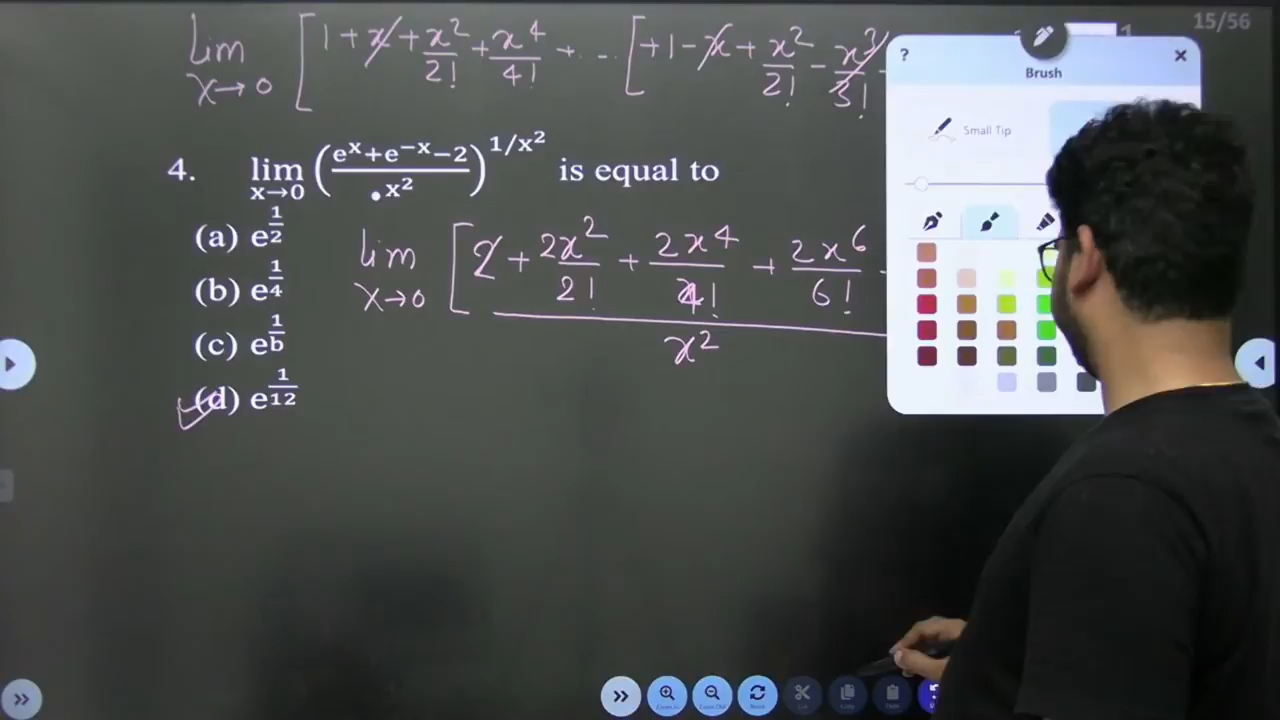 lim x→0 [ 1 + x + x²/2! + x⁴/4! + ... [ +1 - x + x²/2! - x³/3! -
15/56
?
Brush
Small Tip
4. lim x→0 ( (eˣ+e⁻ˣ−2) / x² )^(1/x²) is equal to
(a) e^(1/2)
(b) e^(1/4)
(c) e^(1/b)
(d) e^(1/12)
lim x→0 [ 2 + 2x²/2! + 2x⁴/4! + 2x⁶/6!
x²